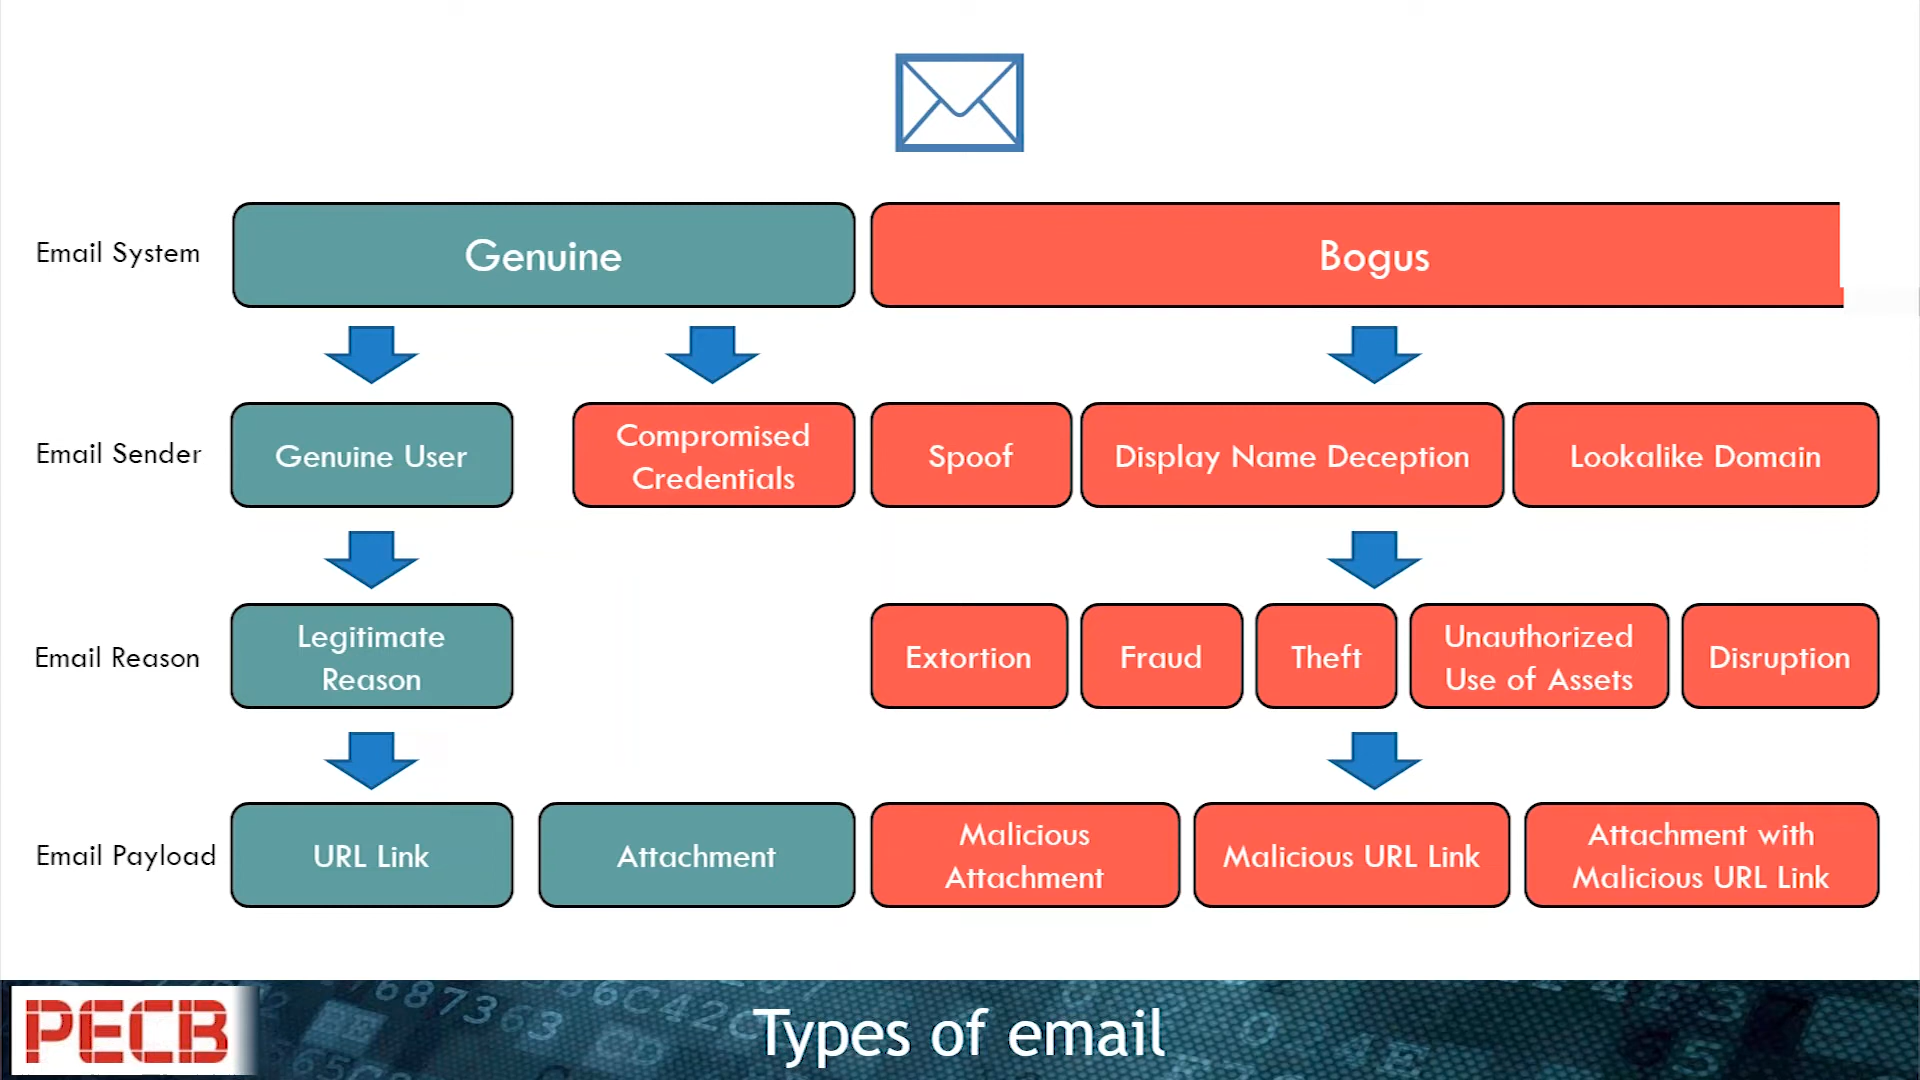 Email System
Genuine
Bogus
Email Sender
Genuine User
Compromised
Credentials
Spoof
Display Name Deception
Lookalike Domain
Email Reason
Legitimate
Reason
Extortion
Fraud
Theft
Unauthorized
Use of Assets
Disruption
Email Payload
URL Link
Attachment
Malicious
Attachment
Malicious URL Link
Attachment with
Malicious URL Link
PECB
Types of email